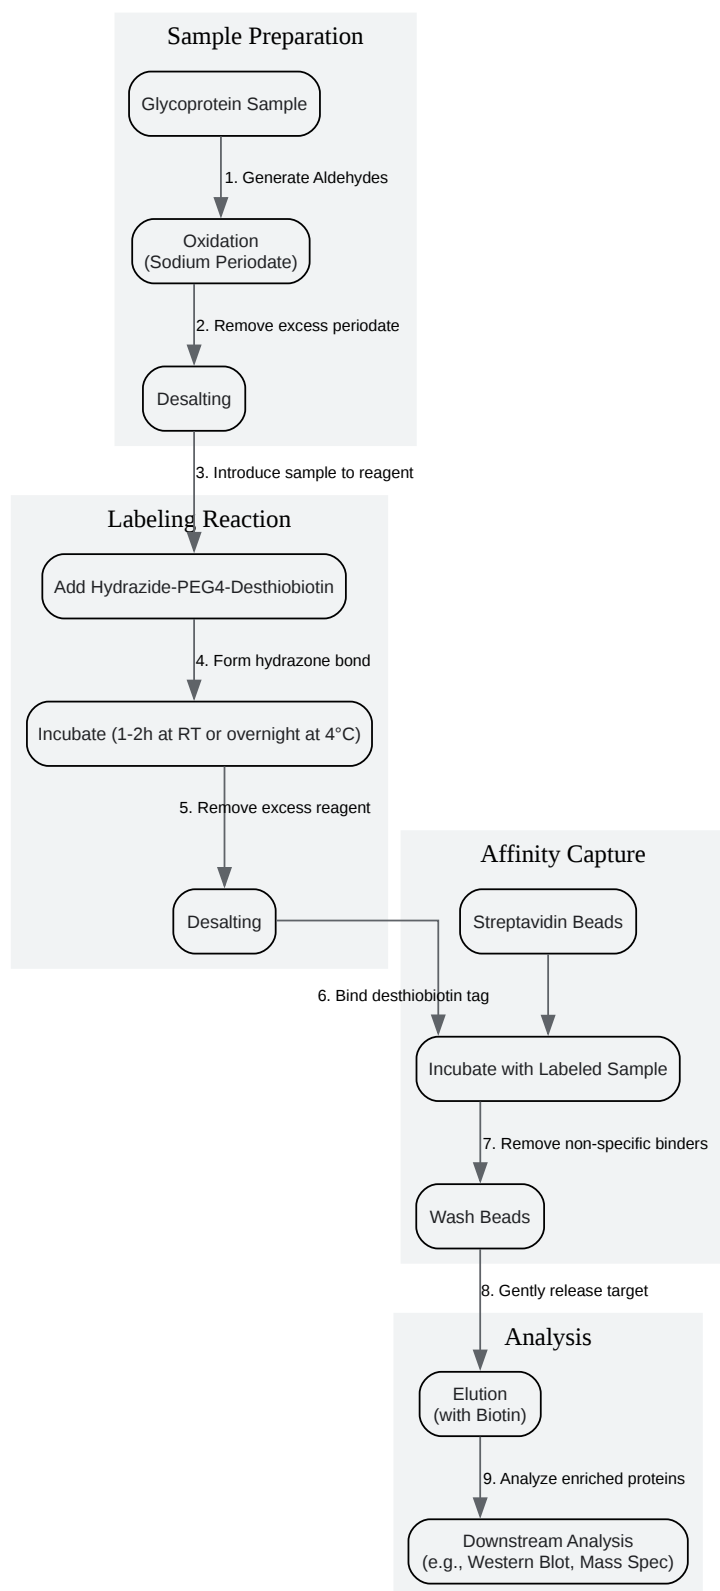 Sample Preparation
Glycoprotein Sample
1. Generate Aldehydes
Oxidation
(Sodium Periodate)
2. Remove excess periodate
Desalting
3. Introduce sample to reagent
Labeling Reaction
Add Hydrazide-PEG4-Desthiobiotin
4. Form hydrazone bond
Incubate (1-2h at RT or overnight at 4°C)
5. Remove excess reagent
Desalting
Affinity Capture
Streptavidin Beads
6. Bind desthiobiotin tag
Incubate with Labeled Sample
7. Remove non-specific binders
Wash Beads
8. Gently release target
Analysis
Elution
(with Biotin)
9. Analyze enriched proteins
Downstream Analysis
(e.g., Western Blot, Mass Spec)